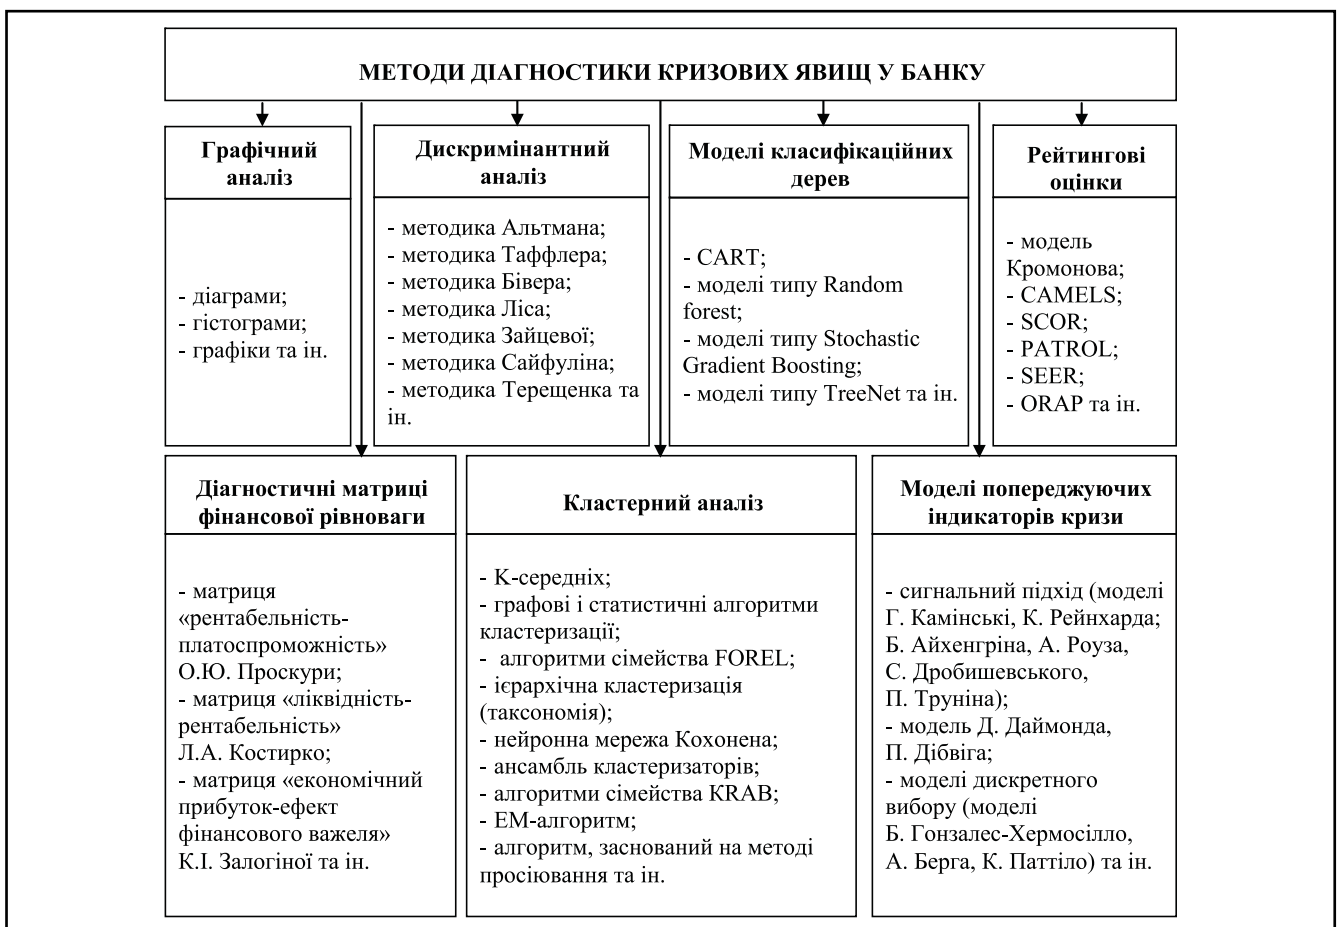 МЕТОДИ ДІАГНОСТИКИ КРИЗОВИХ ЯВИЩ У БАНКУ
Графічний
аналіз
- діаграми;
- гістограми;
- графіки та ін.
Дискримінантний
аналіз
- методика Альтмана;
- методика Таффлера;
- методика Бівера;
- методика Ліса;
- методика Зайцевої;
- методика Сайфуліна;
- методика Терещенка та
ін.
Моделі класифікаційних
дерев
- CART;
- моделі типу Random
forest;
- моделі типу Stochastic
Gradient Boosting;
- моделі типу TreeNet та ін.
Рейтингові
оцінки
- модель
Кромонова;
- CAMELS;
- SCOR;
- PATROL;
- SEER;
- ORAP та ін.
Діагностичні матриці
фінансової рівноваги
- матриця
«рентабельність-
платоспроможність»
О.Ю. Проскури;
- матриця «ліквідність-
рентабельність»
Л.А. Костирко;
- матриця «економічний
прибуток-ефект
фінансового важеля»
К.І. Залогіної та ін.
Кластерний аналіз
- К-середніх;
- графові і статистичні алгоритми
кластеризації;
- алгоритми сімейства FOREL;
- ієрархічна кластеризація
(таксономія);
- нейронна мережа Кохонена;
- ансамбль кластеризаторів;
- алгоритми сімейства KRAB;
- ЕМ-алгоритм;
- алгоритм, заснований на методі
просіювання та ін.
Моделі попереджуючих
індикаторів кризи
- сигнальний підхід (моделі
Г. Камінські, К. Рейнхарда;
Б. Айхенгріна, А. Роуза,
С. Дробишевського,
П. Труніна);
- модель Д. Даймонда,
П. Дібвіга;
- моделі дискретного
вибору (моделі
Б. Гонзалес-Хермосілло,
А. Берга, К. Паттіло) та ін.